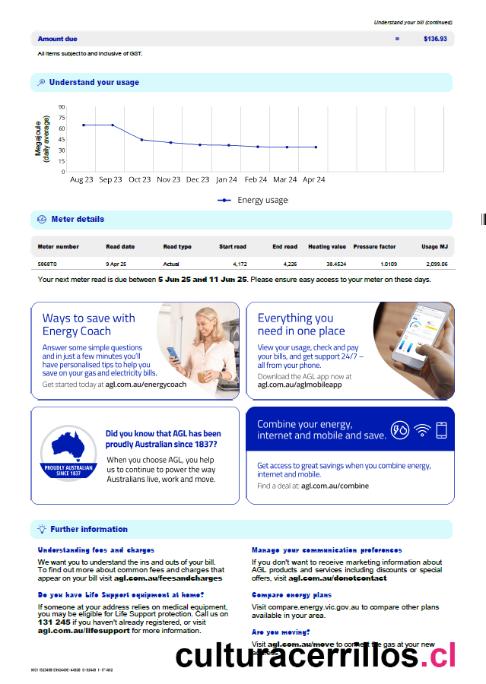 Understand your bill (continued)
Amount due = $136.93
All items subject to and inclusive of GST.
Understand your usage
Megajoule
(daily average)
90
75
60
45
30
15
0
Aug 23 Sep 23 Oct 23 Nov 23 Dec 23 Jan 24 Feb 24 Mar 24 Apr 24
Energy usage
Meter details
Meter number Read date Read type Start read End read Heating value Pressure factor Usage MJ
9 Apr 25 Actual 4,172 4,226 38.4524 1.0109 2,099.06
Your next meter read is due between 5 Jun 25 and 11 Jun 25. Please ensure easy access to your meter on these days.
Ways to save with
Energy Coach
Answer some simple questions
and in just a few minutes you'll
have personalised tips to help you
save on your gas and electricity bills.
Get started today at agl.com.au/energycoach
Everything you
need in one place
View your usage, check and pay
your bills, and get support 24/7 –
all from your phone.
Download the AGL app now at
agl.com.au/aglmobileapp
PROUDLY AUSTRALIAN
SINCE 1837
Did you know that AGL has been
proudly Australian since 1837?
When you choose AGL, you help
us to continue to power the way
Australians live, work and move.
Combine your energy,
internet and mobile and save.
Get access to great savings when you combine energy,
internet and mobile.
Find a deal at: agl.com.au/combine
Further information
Understanding fees and charges
We want you to understand the ins and outs of your bill.
To find out more about common fees and charges that
appear on your bill visit agl.com.au/feesandcharges
Do you have Life Support equipment at home?
If someone at your address relies on medical equipment,
you may be eligible for Life Support protection. Call us on
131 245 if you haven't already registered, or visit
agl.com.au/lifesupport for more information.
Manage your communication preferences
If you don't want to receive marketing information about
AGL products and services including discounts or special
offers, visit agl.com.au/donotcontact
Compare energy plans
Visit compare.energy.vic.gov.au to compare other plans
available in your area.
Are you moving?
Visit agl.com.au/move to connect the gas at your new
culturacerrillos.cl